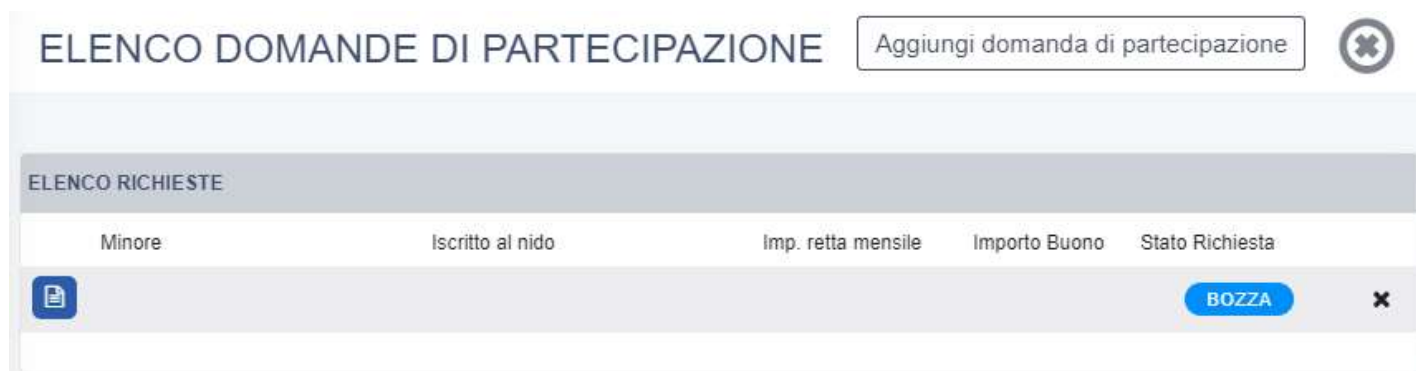 ELENCO DOMANDE DI PARTECIPAZIONE Aggiungi domanda di partecipazione
ELENCO RICHIESTE
Minore Iscritto al nido Imp. retta mensile Importo Buono Stato Richiesta
BOZZA